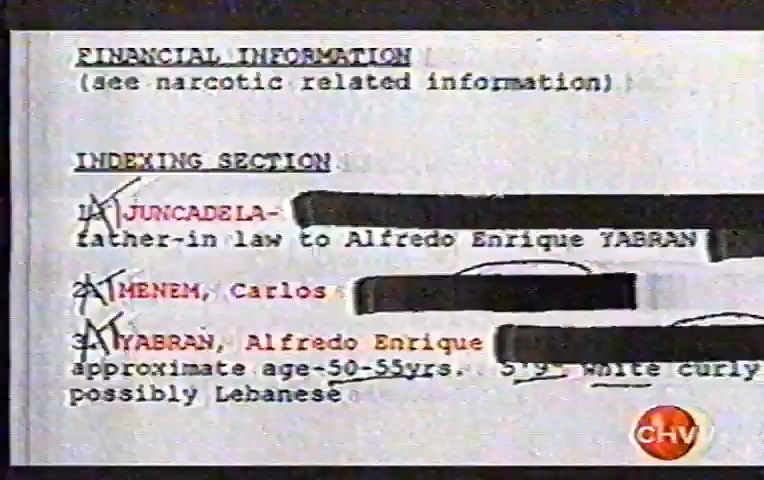 FINANCIAL INFORMATION
(see narcotic related information)
INDEXING SECTION
1. JUNCADELA-
father-in law to Alfredo Enrique YABRAN
2. MENEM, Carlos
3. YABRAN, Alfredo Enrique
approximate age-50-55yrs. 5'9" white curly
possibly Lebanese
CHV